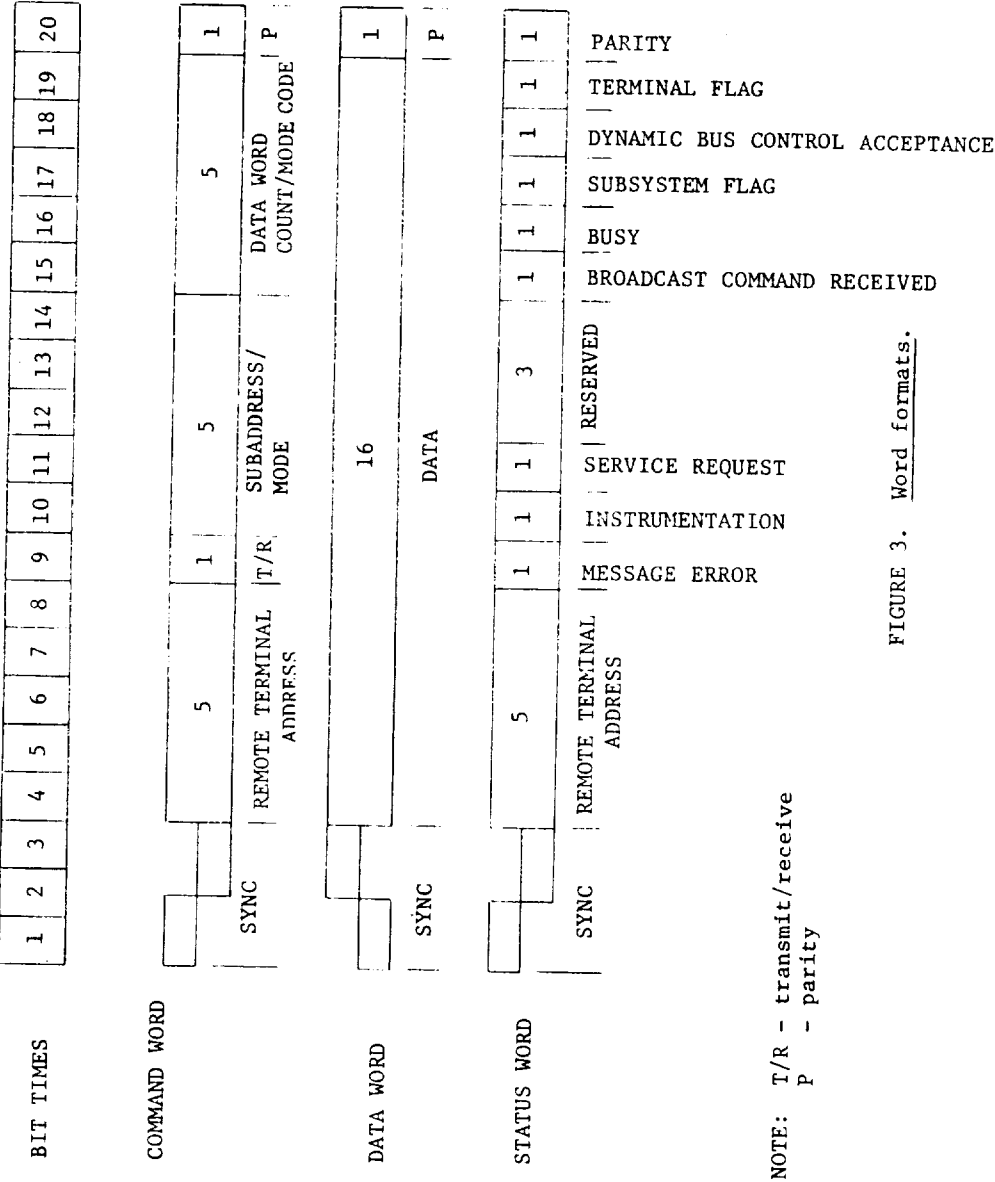 BIT TIMES 1 2 3 4 5 6 7 8 9 10 11 12 13 14 15 16 17 18 19 20
COMMAND WORD
5 1 5 5 1
SYNC
REMOTE TERMINAL
ADDRESS
T/R
SUBADDRESS/
MODE
DATA WORD
COUNT/MODE CODE
P
DATA WORD
16 1
SYNC
DATA
P
STATUS WORD
5 1 1 1 3 1 1 1 1 1 1
SYNC
REMOTE TERMINAL
ADDRESS
MESSAGE ERROR
INSTRUMENTATION
SERVICE REQUEST
RESERVED
BROADCAST COMMAND RECEIVED
BUSY
SUBSYSTEM FLAG
DYNAMIC BUS CONTROL ACCEPTANCE
TERMINAL FLAG
PARITY
NOTE: T/R - transmit/receive
P - parity
FIGURE 3. Word formats.